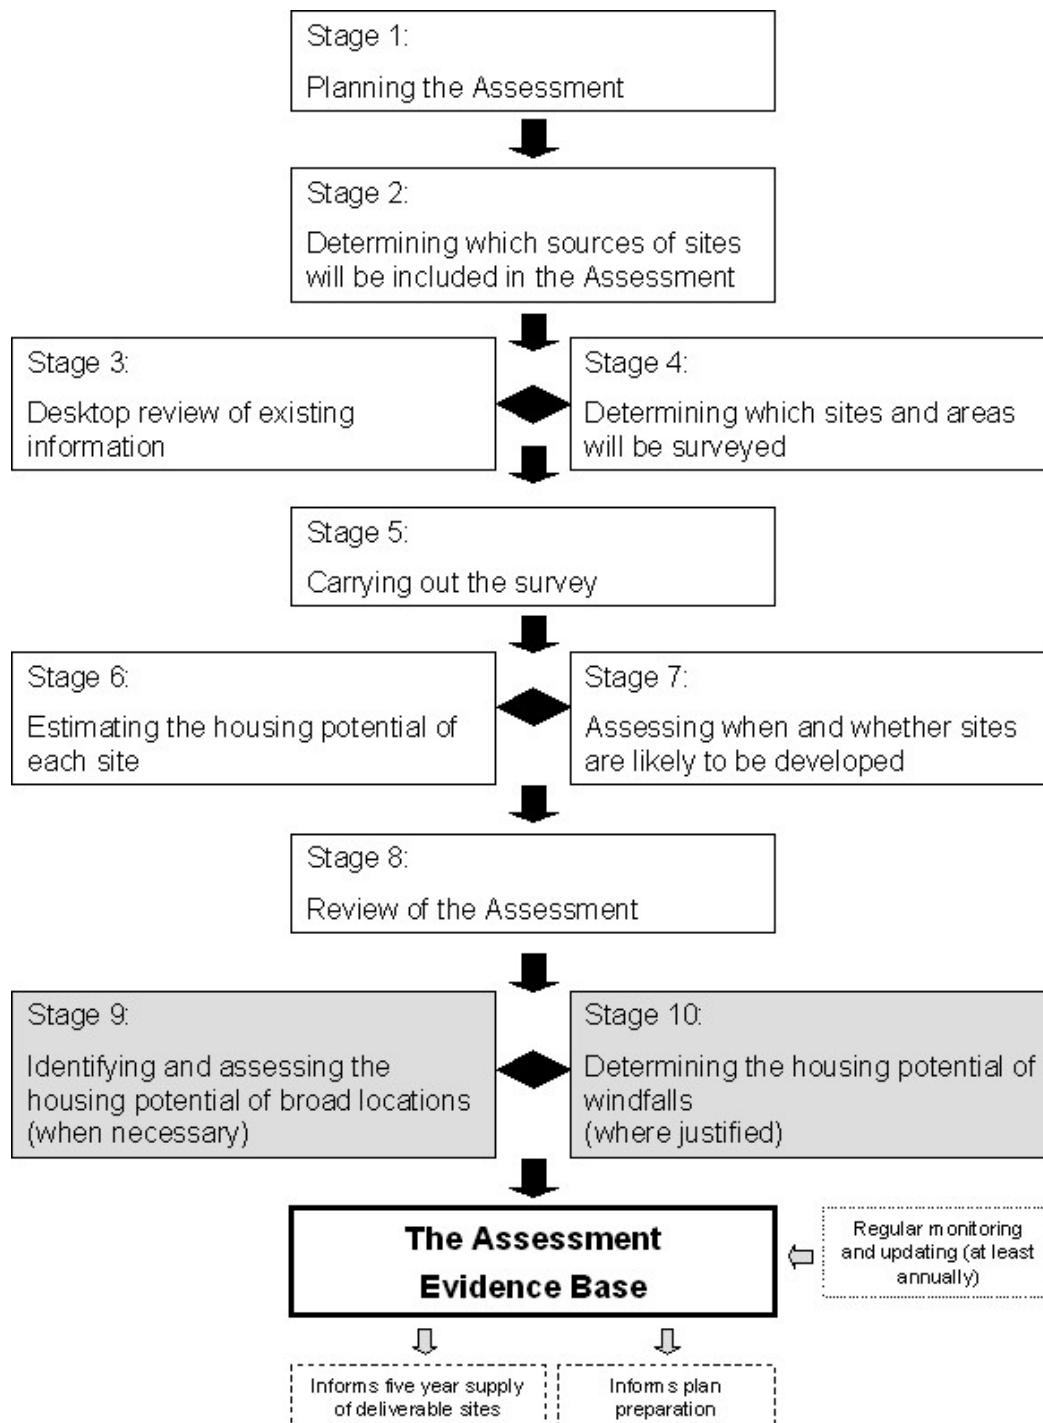 Stage 1:
Planning the Assessment
Stage 2:
Determining which sources of sites
will be included in the Assessment
Stage 3:
Desktop review of existing
information
Stage 4:
Determining which sites and areas
will be surveyed
Stage 5:
Carrying out the survey
Stage 6:
Estimating the housing potential of
each site
Stage 7:
Assessing when and whether sites
are likely to be developed
Stage 8:
Review of the Assessment
Stage 9:
Identifying and assessing the
housing potential of broad locations
(when necessary)
Stage 10:
Determining the housing potential of
windfalls
(where justified)
The Assessment
Evidence Base
Regular monitoring
and updating (at least
annually)
Informs five year supply
of deliverable sites
Informs plan
preparation